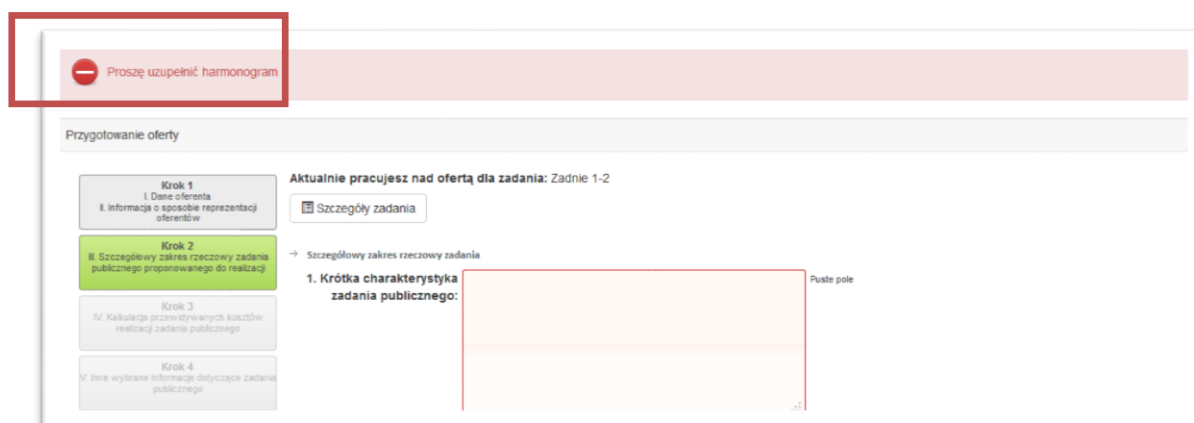 Proszę uzupełnić harmonogram
Przygotowanie oferty
Krok 1
I. Dane oferenta
II. Informacja o sposobie reprezentacji
oferentów
Krok 2
III. Szczegółowy zakres rzeczowy zadania
publicznego proponowanego do realizacji
Krok 3
IV. Kalkulacja przewidywanych kosztów
realizacji zadania publicznego
Krok 4
V. Inne wybrane informacje dotyczące zadania
publicznego
Aktualnie pracujesz nad ofertą dla zadania: Zadnie 1-2
Szczegóły zadania
→ Szczegółowy zakres rzeczowy zadania
1. Krótka charakterystyka
zadania publicznego:
Puste pole